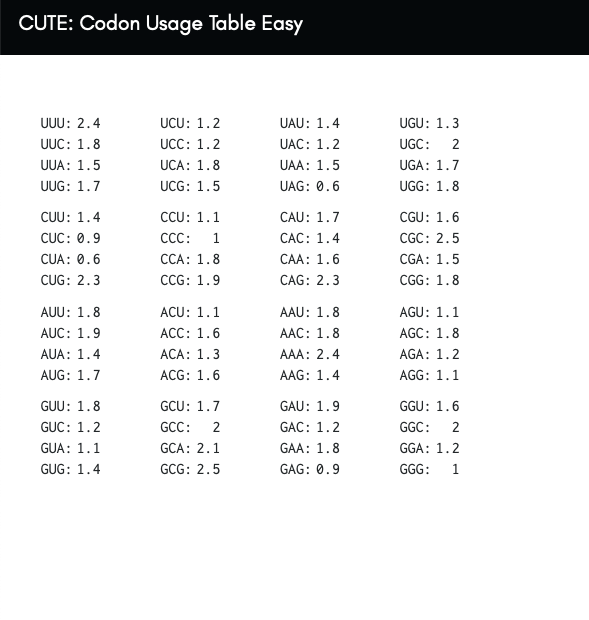 CUTE: Codon Usage Table Easy
UUU: 2.4 UCU: 1.2 UAU: 1.4 UGU: 1.3
UUC: 1.8 UCC: 1.2 UAC: 1.2 UGC: 2
UUA: 1.5 UCA: 1.8 UAA: 1.5 UGA: 1.7
UUG: 1.7 UCG: 1.5 UAG: 0.6 UGG: 1.8
CUU: 1.4 CCU: 1.1 CAU: 1.7 CGU: 1.6
CUC: 0.9 CCC: 1 CAC: 1.4 CGC: 2.5
CUA: 0.6 CCA: 1.8 CAA: 1.6 CGA: 1.5
CUG: 2.3 CCG: 1.9 CAG: 2.3 CGG: 1.8
AUU: 1.8 ACU: 1.1 AAU: 1.8 AGU: 1.1
AUC: 1.9 ACC: 1.6 AAC: 1.8 AGC: 1.8
AUA: 1.4 ACA: 1.3 AAA: 2.4 AGA: 1.2
AUG: 1.7 ACG: 1.6 AAG: 1.4 AGG: 1.1
GUU: 1.8 GCU: 1.7 GAU: 1.9 GGU: 1.6
GUC: 1.2 GCC: 2 GAC: 1.2 GGC: 2
GUA: 1.1 GCA: 2.1 GAA: 1.8 GGA: 1.2
GUG: 1.4 GCG: 2.5 GAG: 0.9 GGG: 1